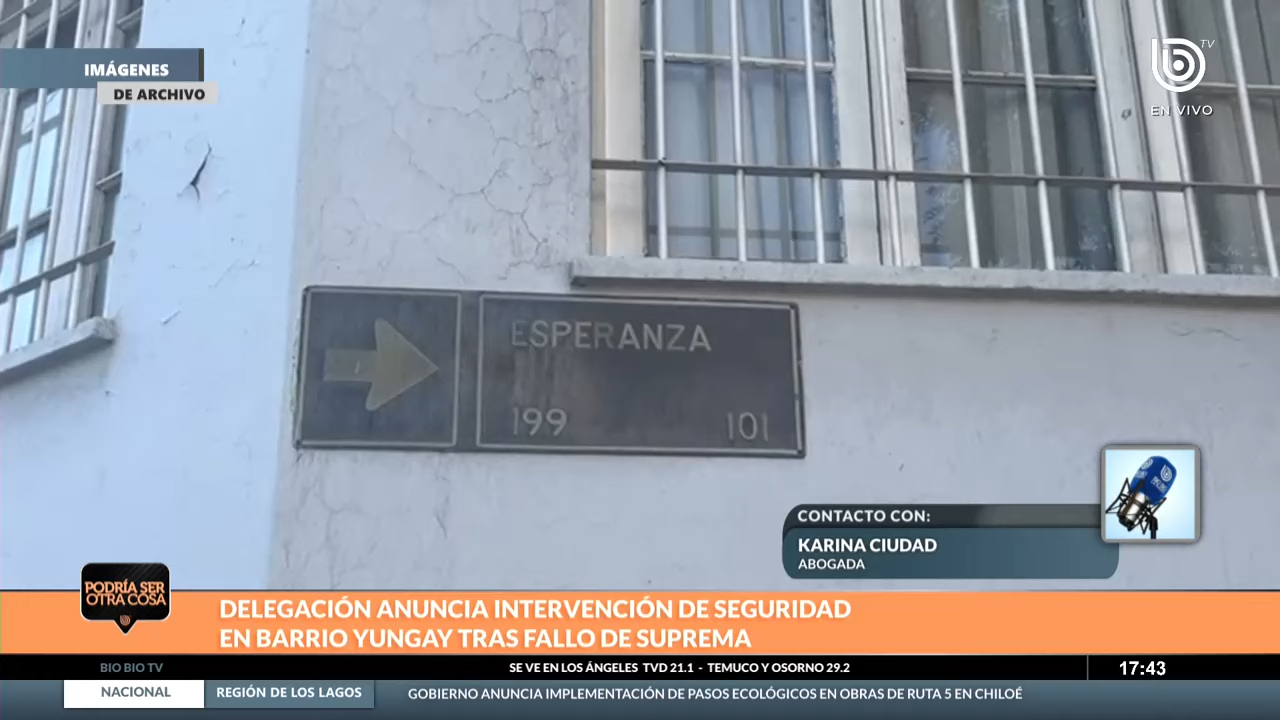 IMÁGENES
DE ARCHIVO
TV
EN VIVO
ESPERANZA
199 101
CONTACTO CON:
KARINA CIUDAD
ABOGADA
PODRÍA SER
OTRA COSA
DELEGACIÓN ANUNCIA INTERVENCIÓN DE SEGURIDAD
EN BARRIO YUNGAY TRAS FALLO DE SUPREMA
BIO BIO TV
SE VE EN LOS ÁNGELES TVD 21.1 - TEMUCO Y OSORNO 29.2
17:43
NACIONAL
REGIÓN DE LOS LAGOS
GOBIERNO ANUNCIA IMPLEMENTACIÓN DE PASOS ECOLÓGICOS EN OBRAS DE RUTA 5 EN CHILOÉ